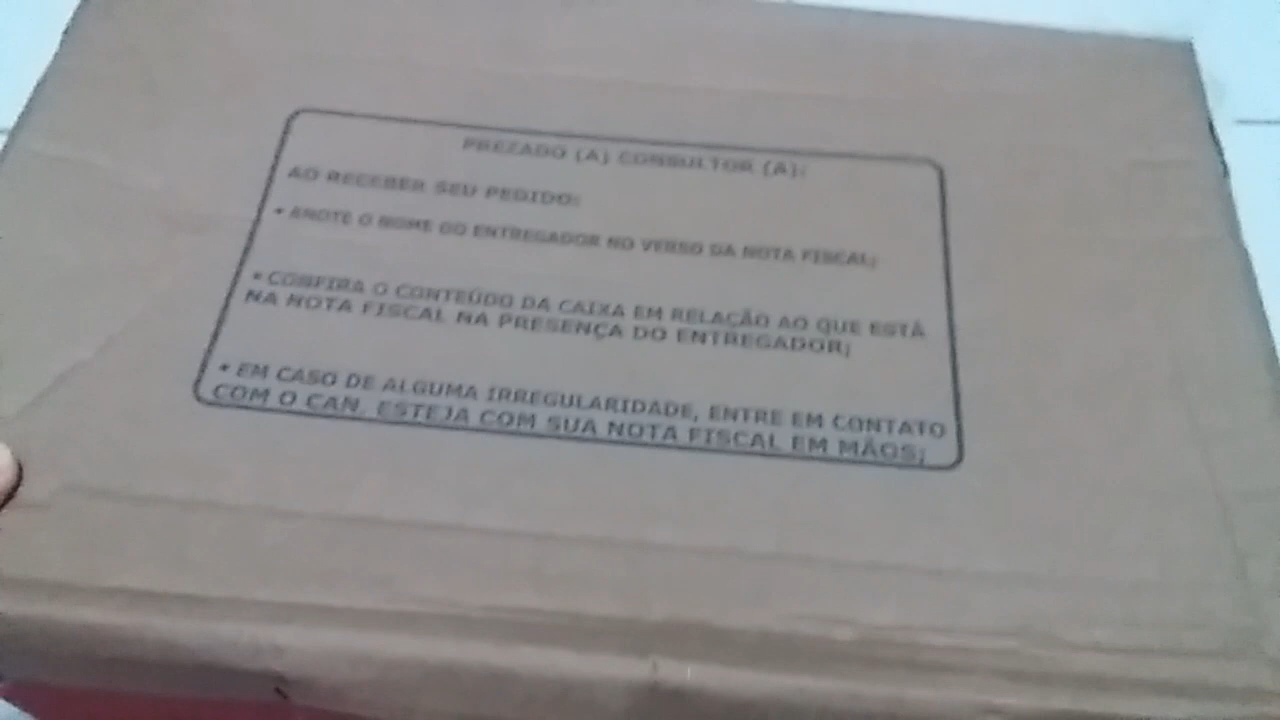 PREZADO (A) CONSULTOR (A):
AO RECEBER SEU PEDIDO:
• ANOTE O NOME DO ENTREGADOR NO VERSO DA NOTA FISCAL;
• CONFIRA O CONTEÚDO DA CAIXA EM RELAÇÃO AO QUE ESTÁ
NA NOTA FISCAL NA PRESENÇA DO ENTREGADOR;
• EM CASO DE ALGUMA IRREGULARIDADE, ENTRE EM CONTATO
COM O CAN. ESTEJA COM SUA NOTA FISCAL EM MÃOS;